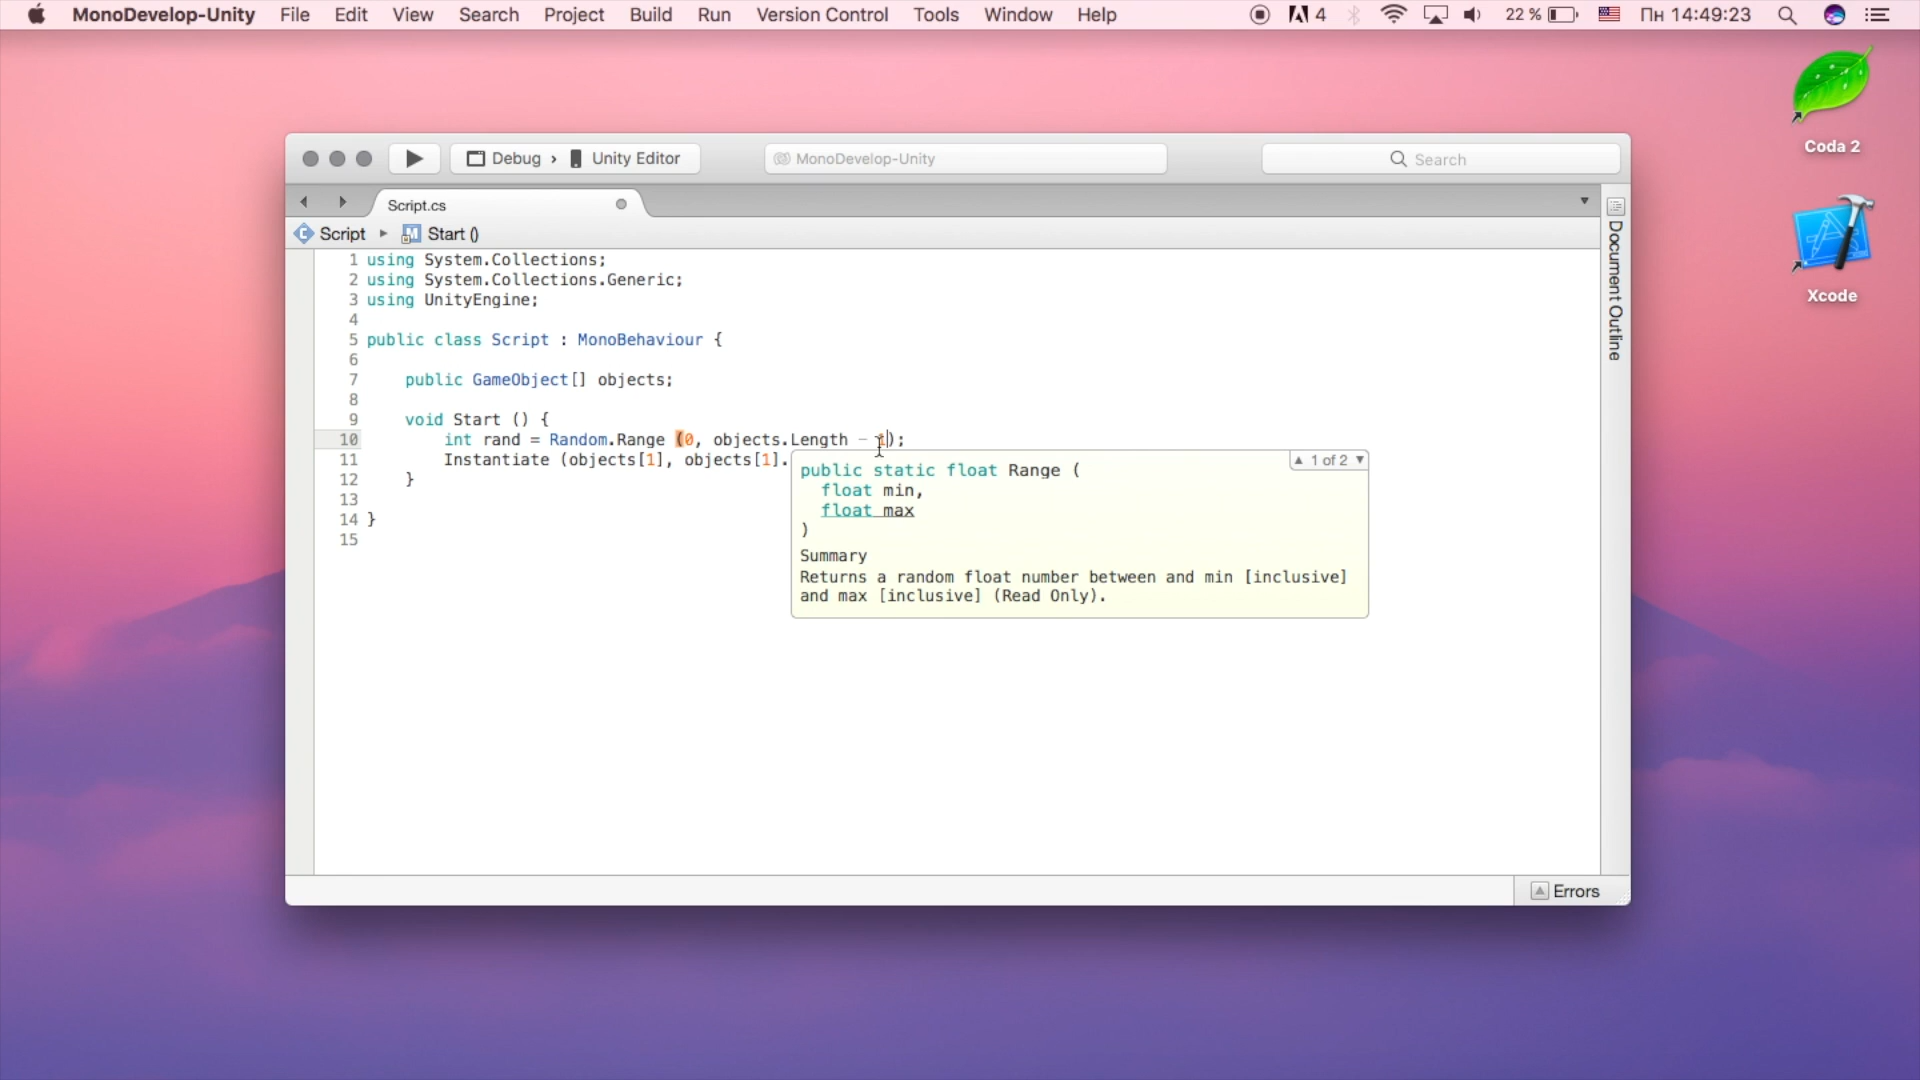 MonoDevelop-Unity File Edit View Search Project Build Run Version Control Tools Window Help 4 22 % Пн 14:49:23
Coda 2
Xcode
Debug › Unity Editor MonoDevelop-Unity Search
Script.cs
Script ▸ Start ()
Document Outline
1 using System.Collections;
2 using System.Collections.Generic;
3 using UnityEngine;
4
5 public class Script : MonoBehaviour {
6
7 public GameObject[] objects;
8
9 void Start () {
10 int rand = Random.Range (0, objects.Length - 1);
11 Instantiate (objects[1], objects[1].
12 }
13
14 }
15
▲ 1 of 2 ▼
public static float Range (
float min,
float max
)
Summary
Returns a random float number between and min [inclusive]
and max [inclusive] (Read Only).
Errors